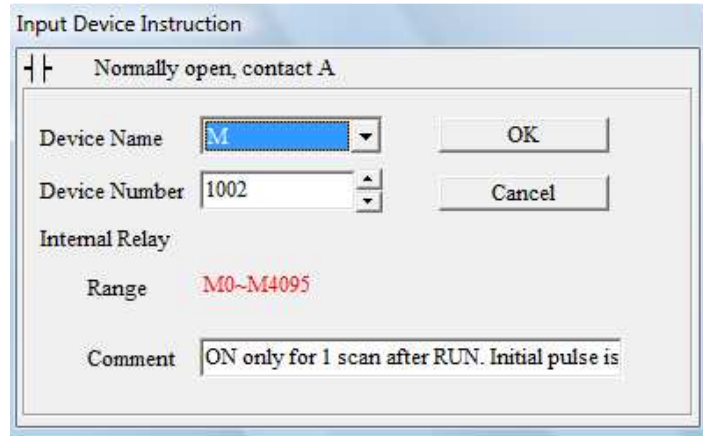 Input Device Instruction
Normally open, contact A
Device Name M OK
Device Number 1002 Cancel
Internal Relay
Range M0~M4095
Comment ON only for 1 scan after RUN. Initial pulse is